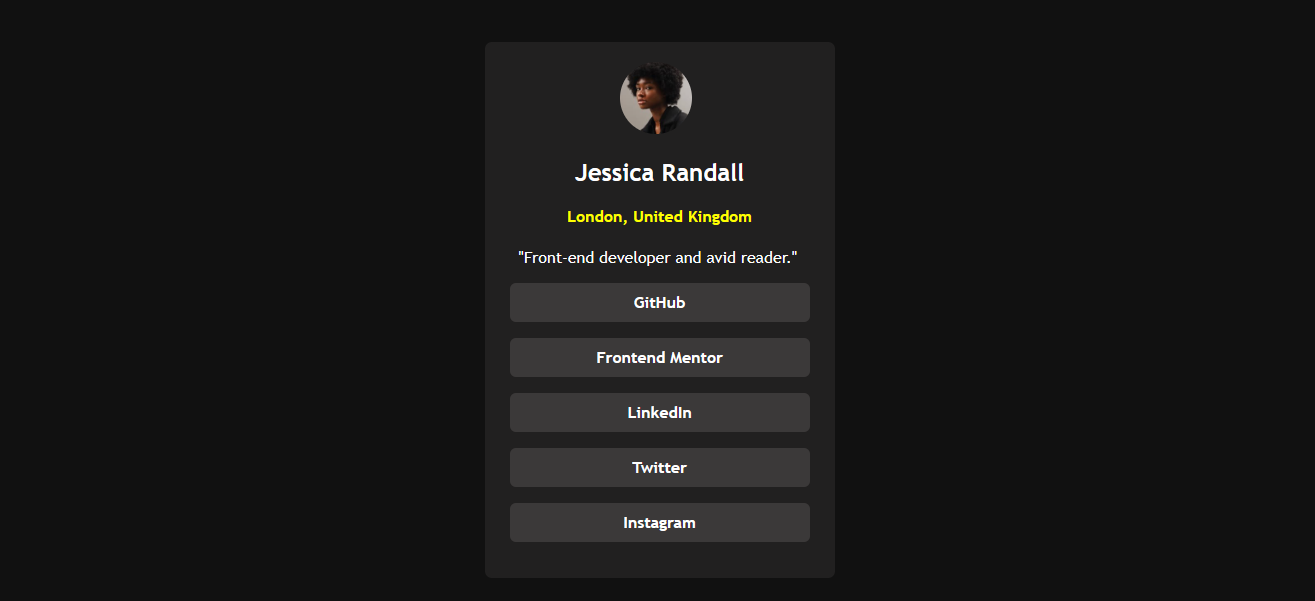 Jessica Randall
London, United Kingdom
"Front-end developer and avid reader."
GitHub
Frontend Mentor
LinkedIn
Twitter
Instagram